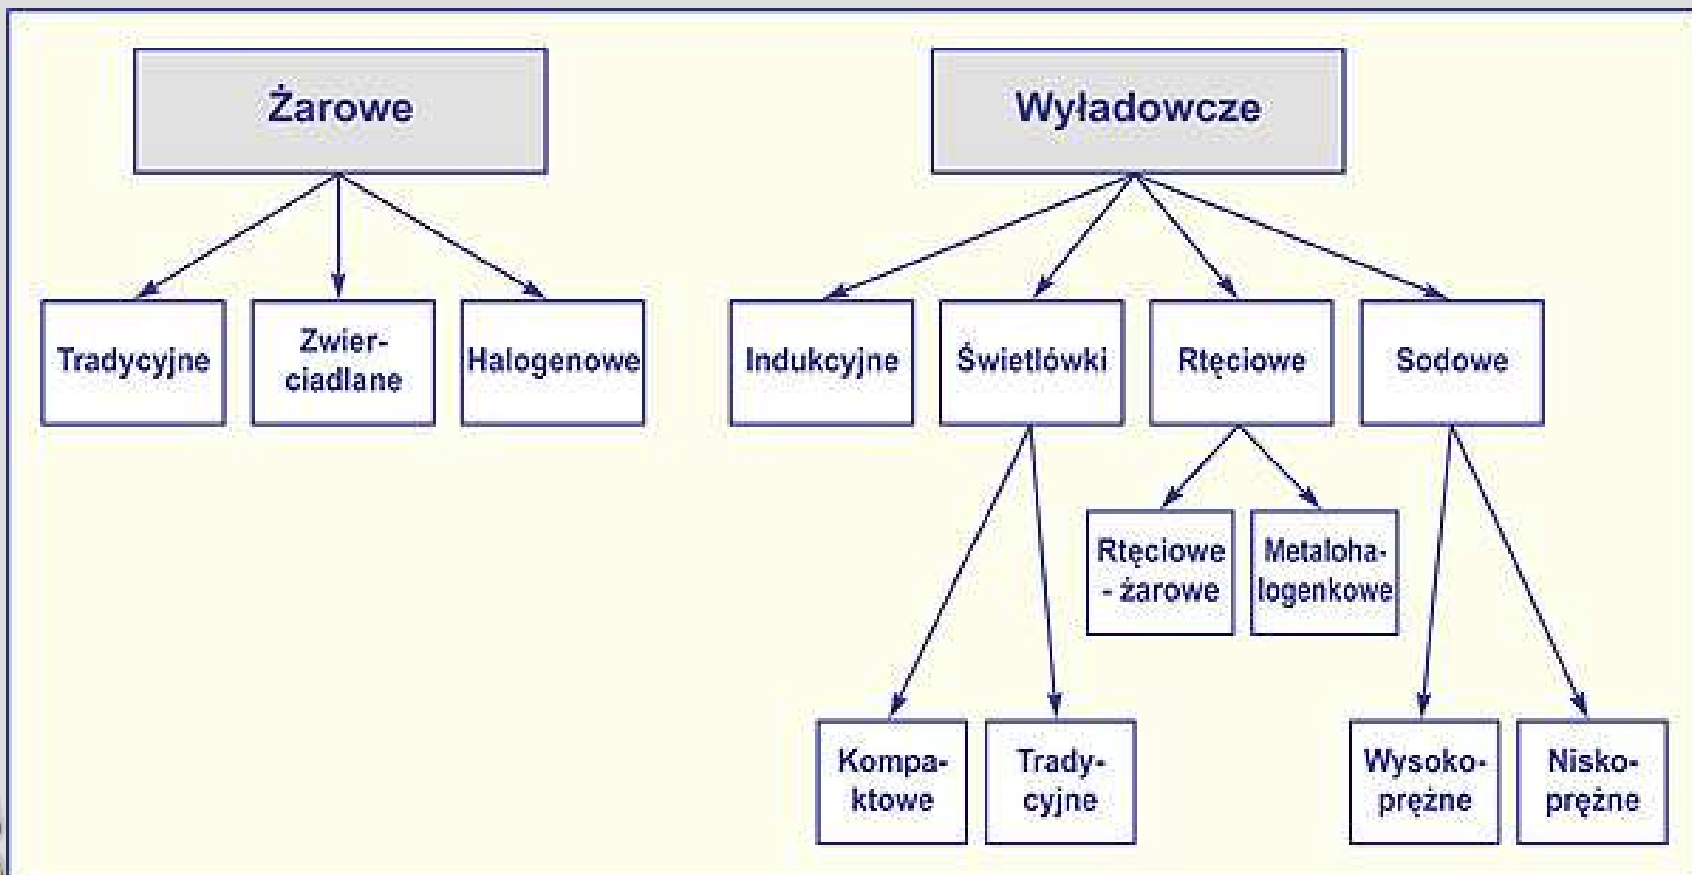 Żarowe
Wyładowcze
Tradycyjne
Zwier-
ciadlane
Halogenowe
Indukcyjne
Świetlówki
Rtęciowe
Sodowe
Rtęciowe
- żarowe
Metaloha-
logenkowe
Kompa-
ktowe
Trady-
cyjne
Wysoko-
prężne
Nisko-
prężne